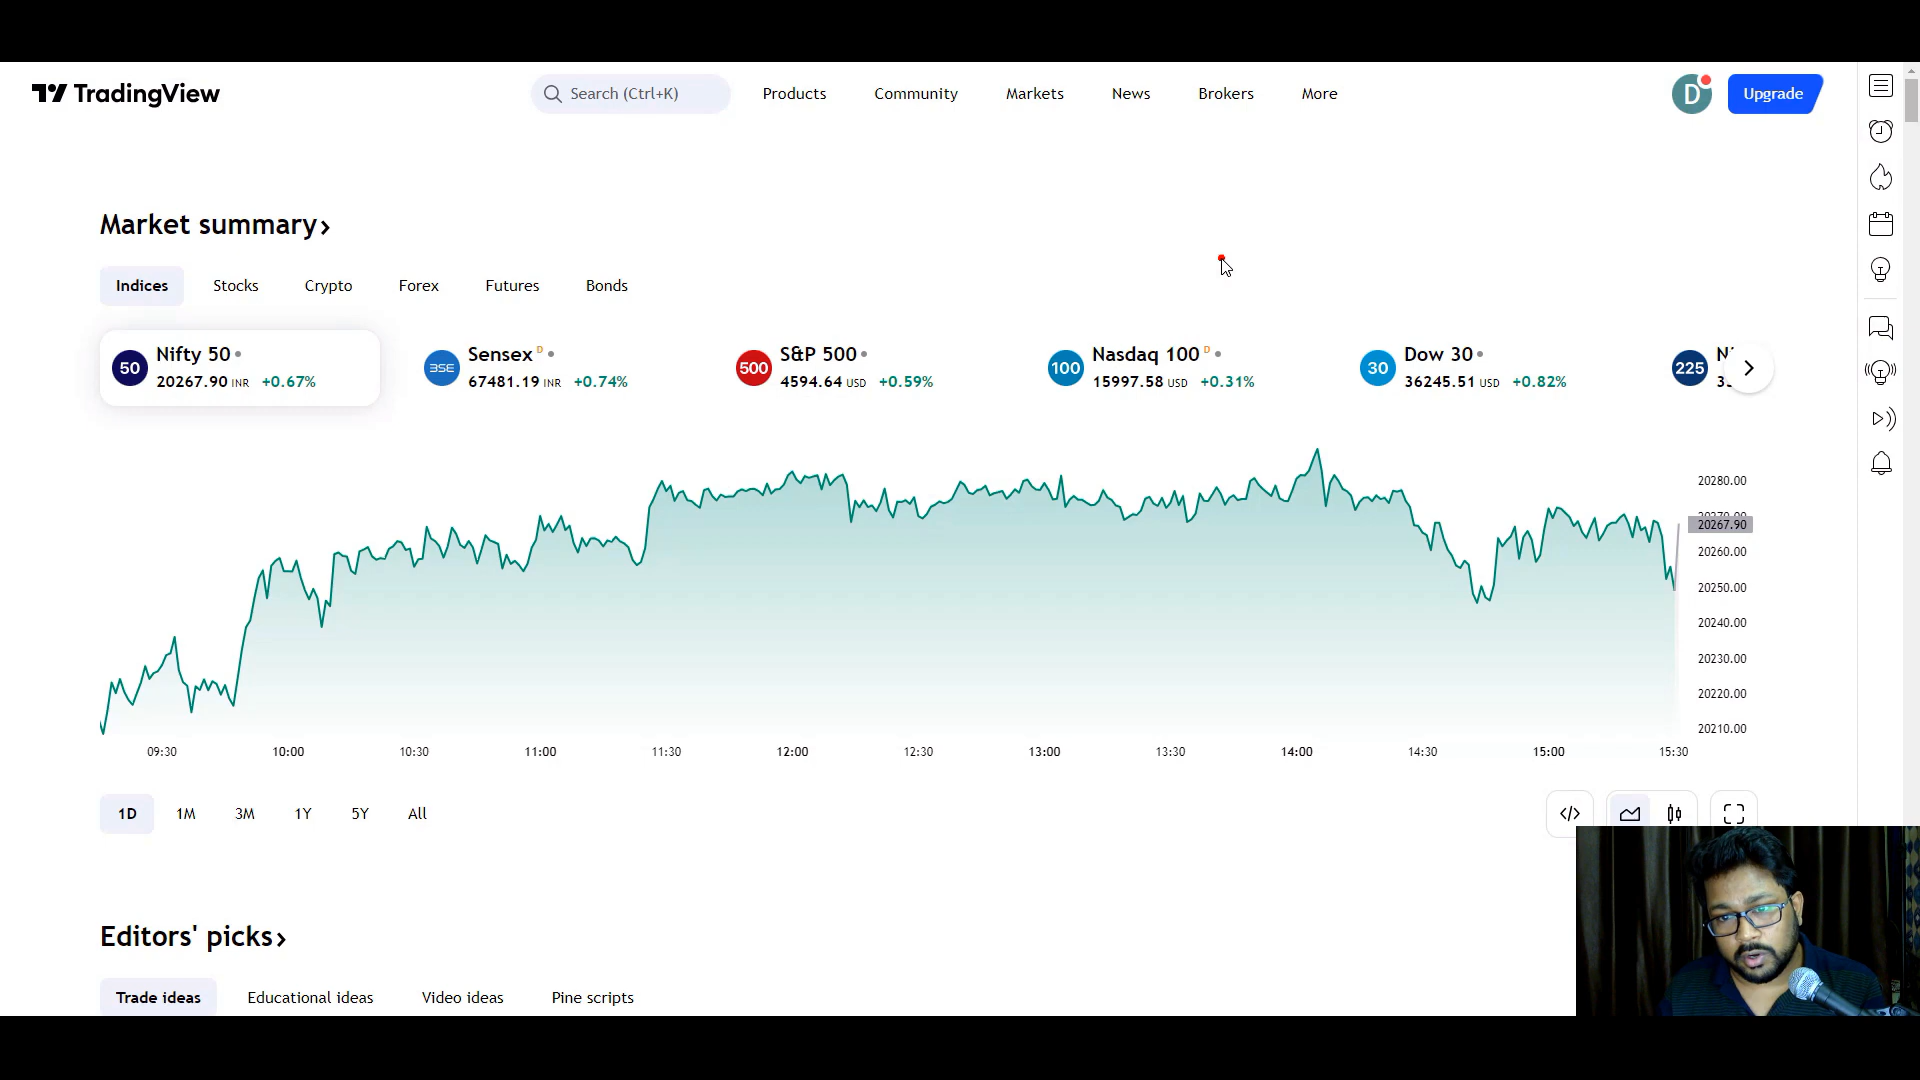 TradingView
Search (Ctrl+K)
Products
Community
Markets
News
Brokers
More
D
Upgrade
Market summary
Indices
Stocks
Crypto
Forex
Futures
Bonds
50
Nifty 50
20267.90 INR +0.67%
BSE
Sensex D
67481.19 INR +0.74%
500
S&P 500
4594.64 USD +0.59%
100
Nasdaq 100 D
15997.58 USD +0.31%
30
Dow 30
36245.51 USD +0.82%
225
20280.00
20267.90
20260.00
20250.00
20240.00
20230.00
20220.00
20210.00
09:30
10:00
10:30
11:00
11:30
12:00
12:30
13:00
13:30
14:00
14:30
15:00
15:30
1D
1M
3M
1Y
5Y
All
Editors' picks
Trade ideas
Educational ideas
Video ideas
Pine scripts